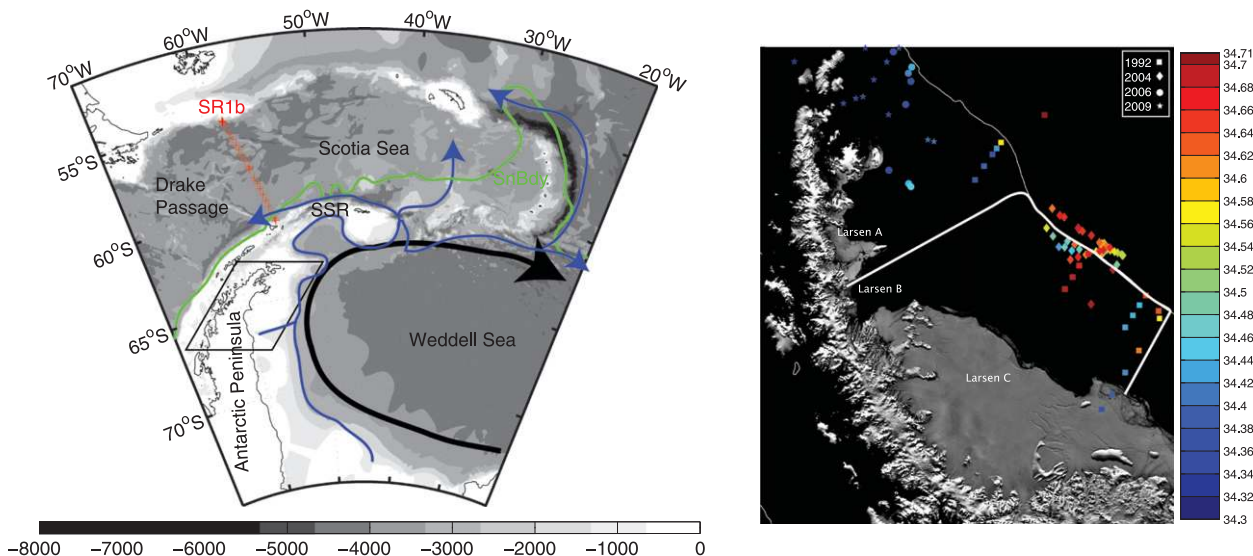 50°W
40°W
60°W
30°W
70°W
20°W
SR1b
55°S
Scotia Sea
Drake
Passage
SnBdy
SSR
60°S
65°S
Weddell Sea
Antarctic Peninsula
70°S
−8000 −7000 −6000 −5000 −4000 −3000 −2000 −1000 0
1992
2004
2006
2009
Larsen A
Larsen B
Larsen C
34.71
34.7
34.68
34.66
34.64
34.62
34.6
34.58
34.56
34.54
34.52
34.5
34.48
34.46
34.44
34.42
34.4
34.38
34.36
34.34
34.32
34.3